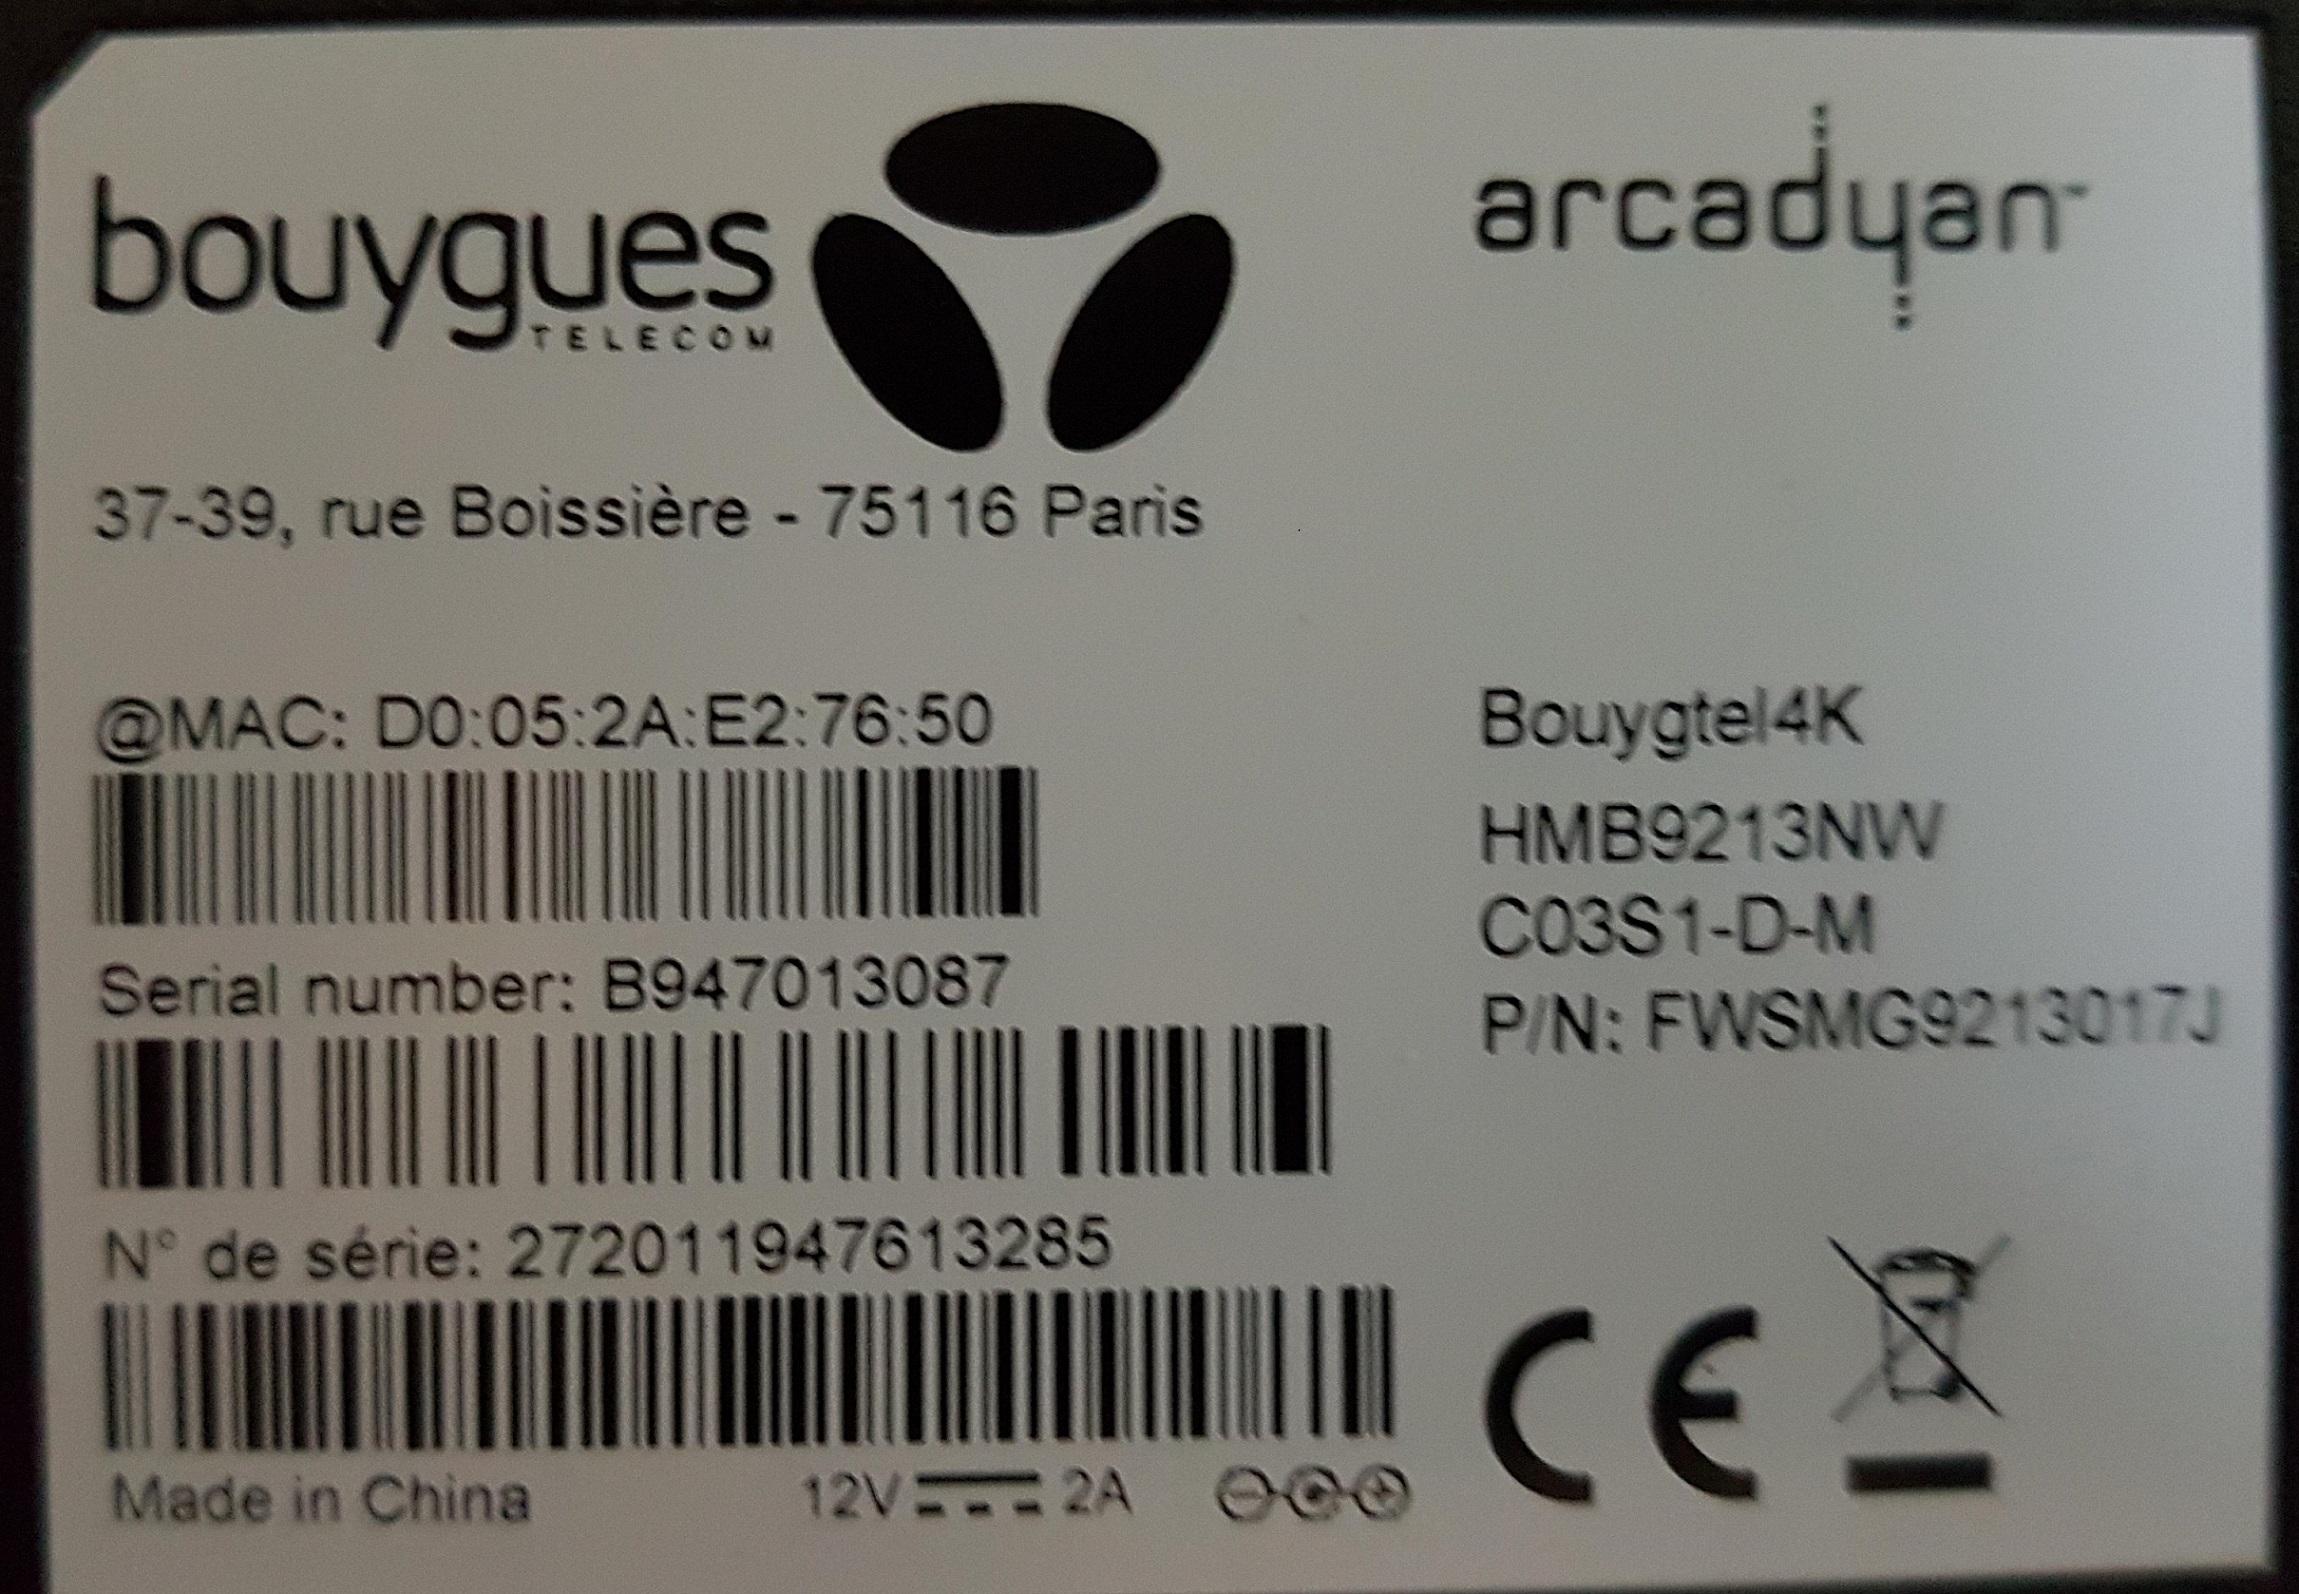 bouygues
TELECOM
arcadyan
37-39, rue Boissière - 75116 Paris
@MAC: D0:05:2A:E2:76:50
Serial number: B947013087
N° de série: 272011947613285
Made in China
12V 2A
Bouygtel4K
HMB9213NW
C03S1-D-M
P/N: FWSMG9213017J
CE